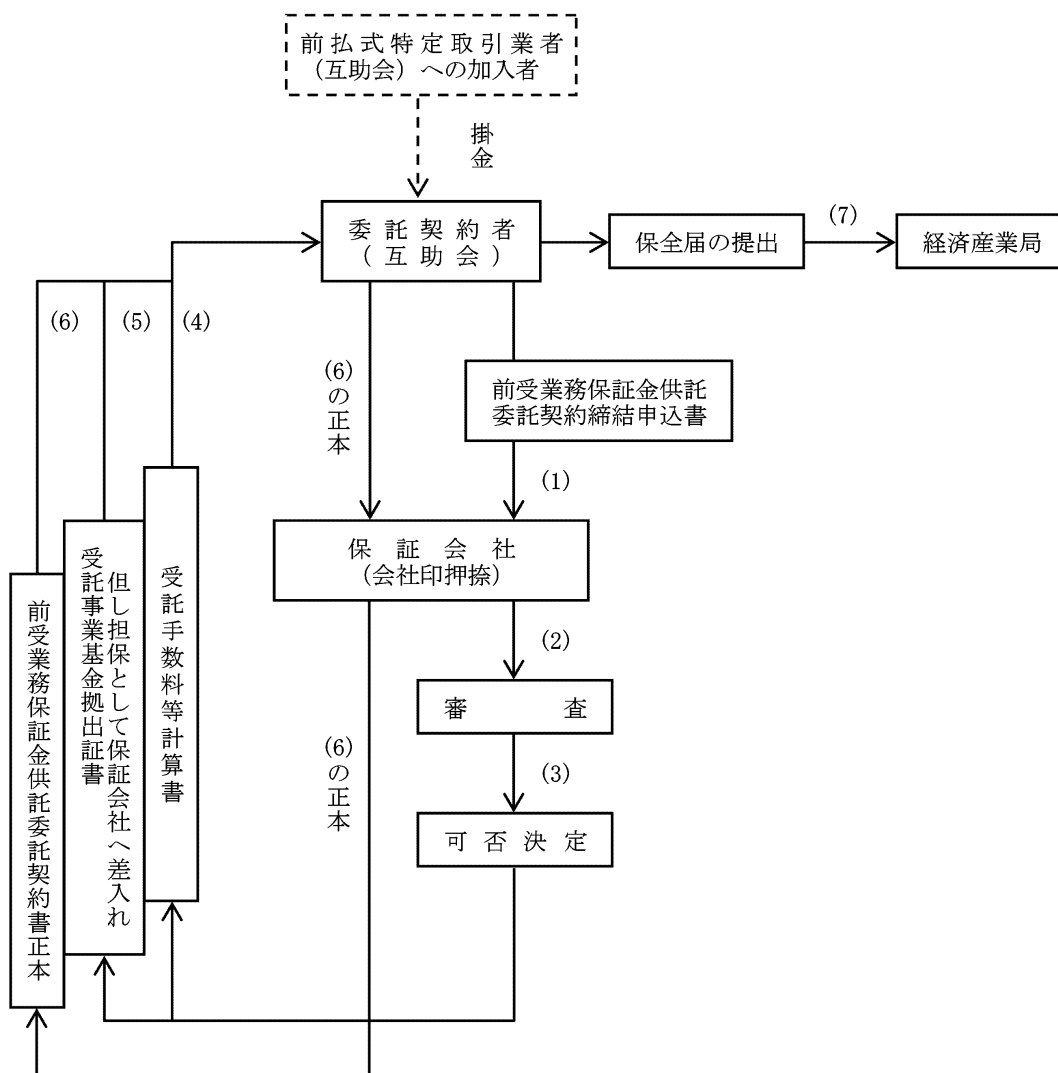 前払式特定取引業者
（互助会）への加入者
掛金
委託契約者
（互助会）
保全届の提出
(7)
経済産業局
(6)
(5)
(4)
(6)の正本
前受業務保証金供託
委託契約締結申込書
(1)
保証会社
（会社印押捺）
(2)
審査
(6)の正本
(3)
可否決定
受託手数料等計算書
但し担保として保証会社へ差入れ
受託事業基金拠出証書
前受業務保証金供託委託契約書正本